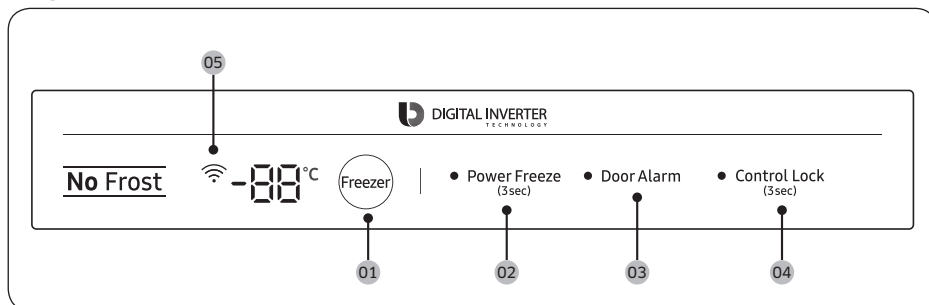 05
DIGITAL INVERTER
TECHNOLOGY
No Frost
-88°C
Freezer
Power Freeze
(3sec)
Door Alarm
Control Lock
(3sec)
01
02
03
04